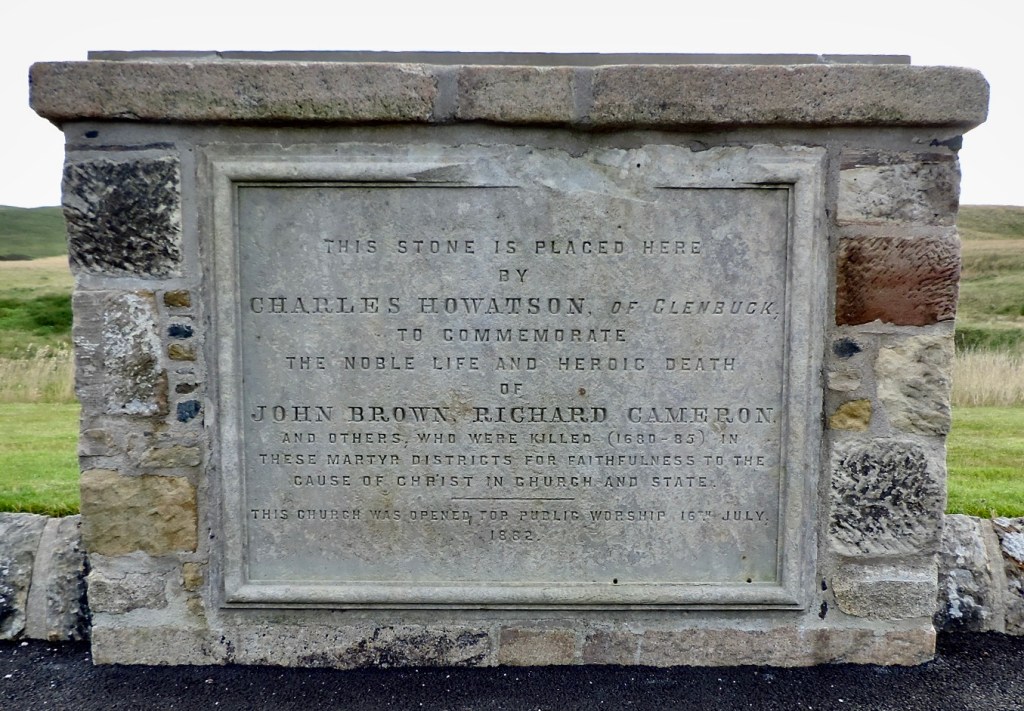 THIS STONE IS PLACED HERE
BY
CHARLES HOWATSON, OF GLENBUCK,
TO COMMEMORATE
THE NOBLE LIFE AND HEROIC DEATH
OF
JOHN BROWN, RICHARD CAMERON
AND OTHERS, WHO WERE KILLED (1680-85) IN
THESE MARTYR DISTRICTS FOR FAITHFULNESS TO THE
CAUSE OF CHRIST IN CHURCH AND STATE.
THIS CHURCH WAS OPENED FOR PUBLIC WORSHIP 16TH JULY.
1882.